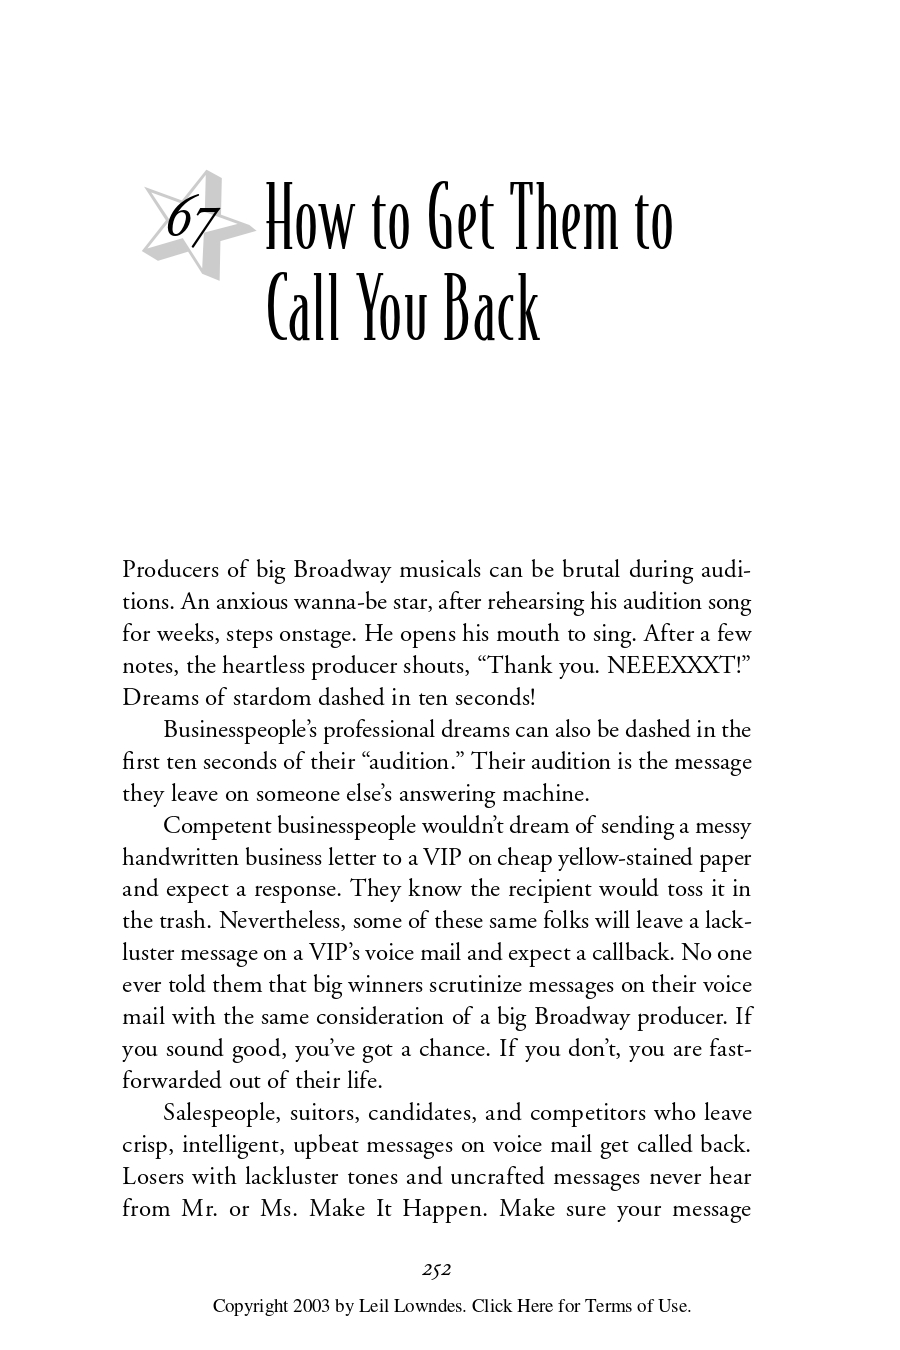 67 How to Get Them to
Call You Back
Producers of big Broadway musicals can be brutal during audi-
tions. An anxious wanna-be star, after rehearsing his audition song
for weeks, steps onstage. He opens his mouth to sing. After a few
notes, the heartless producer shouts, “Thank you. NEEEXXXT!”
Dreams of stardom dashed in ten seconds!
Businesspeople’s professional dreams can also be dashed in the
first ten seconds of their “audition.” Their audition is the message
they leave on someone else’s answering machine.
Competent businesspeople wouldn’t dream of sending a messy
handwritten business letter to a VIP on cheap yellow-stained paper
and expect a response. They know the recipient would toss it in
the trash. Nevertheless, some of these same folks will leave a lack-
luster message on a VIP’s voice mail and expect a callback. No one
ever told them that big winners scrutinize messages on their voice
mail with the same consideration of a big Broadway producer. If
you sound good, you’ve got a chance. If you don’t, you are fast-
forwarded out of their life.
Salespeople, suitors, candidates, and competitors who leave
crisp, intelligent, upbeat messages on voice mail get called back.
Losers with lackluster tones and uncrafted messages never hear
from Mr. or Ms. Make It Happen. Make sure your message
252
Copyright 2003 by Leil Lowndes. Click Here for Terms of Use.